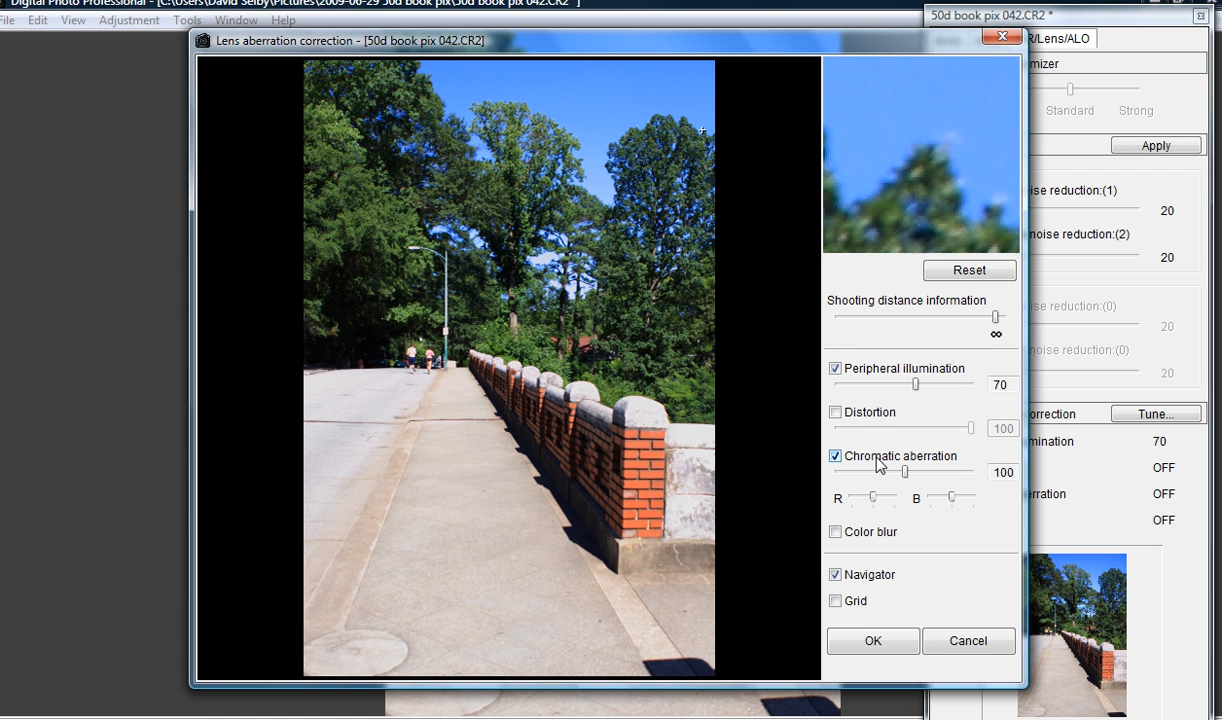 Digital Photo Professional - [C:\Users\David Selby\Pictures\2009-06-29 50d book pix\50d book pix 042.CR2 * ]
File Edit View Adjustment Tools Window Help
50d book pix 042.CR2 *
R/Lens/ALO
mizer
Standard Strong
Apply
ise reduction:(1)
20
noise reduction:(2)
20
ise reduction:(0)
20
noise reduction:(0)
20
orrection Tune...
mination 70
OFF
erration OFF
OFF
Lens aberration correction - [50d book pix 042.CR2]
Reset
Shooting distance information
∞
Peripheral illumination
70
Distortion
100
Chromatic aberration
100
R B
Color blur
Navigator
Grid
OK Cancel